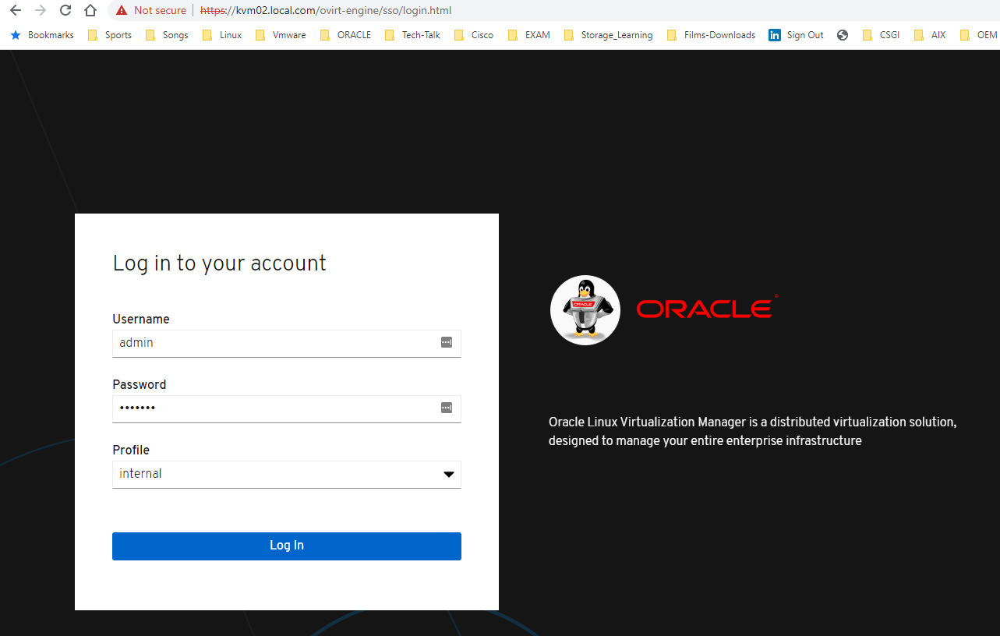 Not secure | https://kvm02.local.com/ovirt-engine/sso/login.html
Bookmarks Sports Songs Linux Vmware ORACLE Tech-Talk Cisco EXAM Storage_Learning Films-Downloads in Sign Out CSGI AIX OEM
Log in to your account
Username
admin
Password
•••••••
Profile
internal
Log In
ORACLE
ORACLE®
Oracle Linux Virtualization Manager is a distributed virtualization solution,
designed to manage your entire enterprise infrastructure